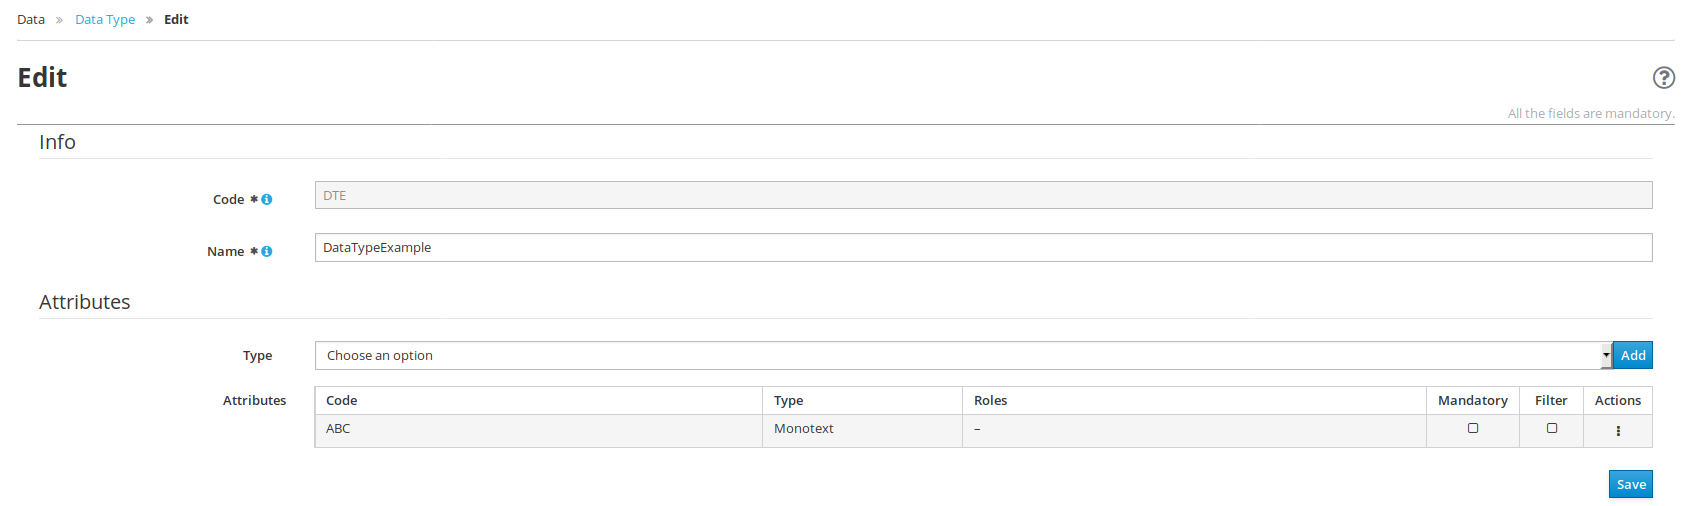 Data » Data Type » Edit
Edit
All the fields are mandatory.
Info
Code * DTE
Name * DataTypeExample
Attributes
Type Choose an option Add
Attributes Code Type Roles Mandatory Filter Actions
ABC Monotext –
Save